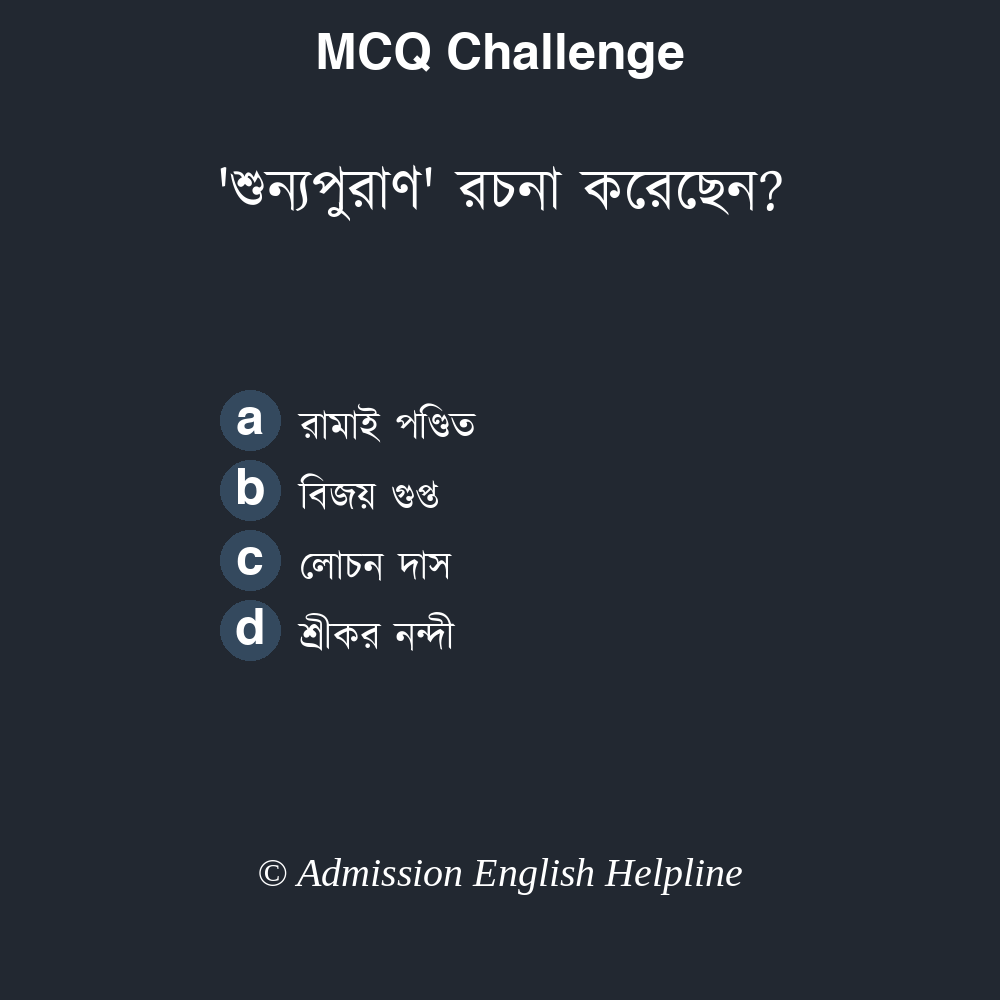 MCQ Challenge
'শুন্যপুরাণ' রচনা করেছেন?
a রামাই পণ্ডিত
b বিজয় গুপ্ত
c লোচন দাস
d শ্রীকর নন্দী
© Admission English Helpline